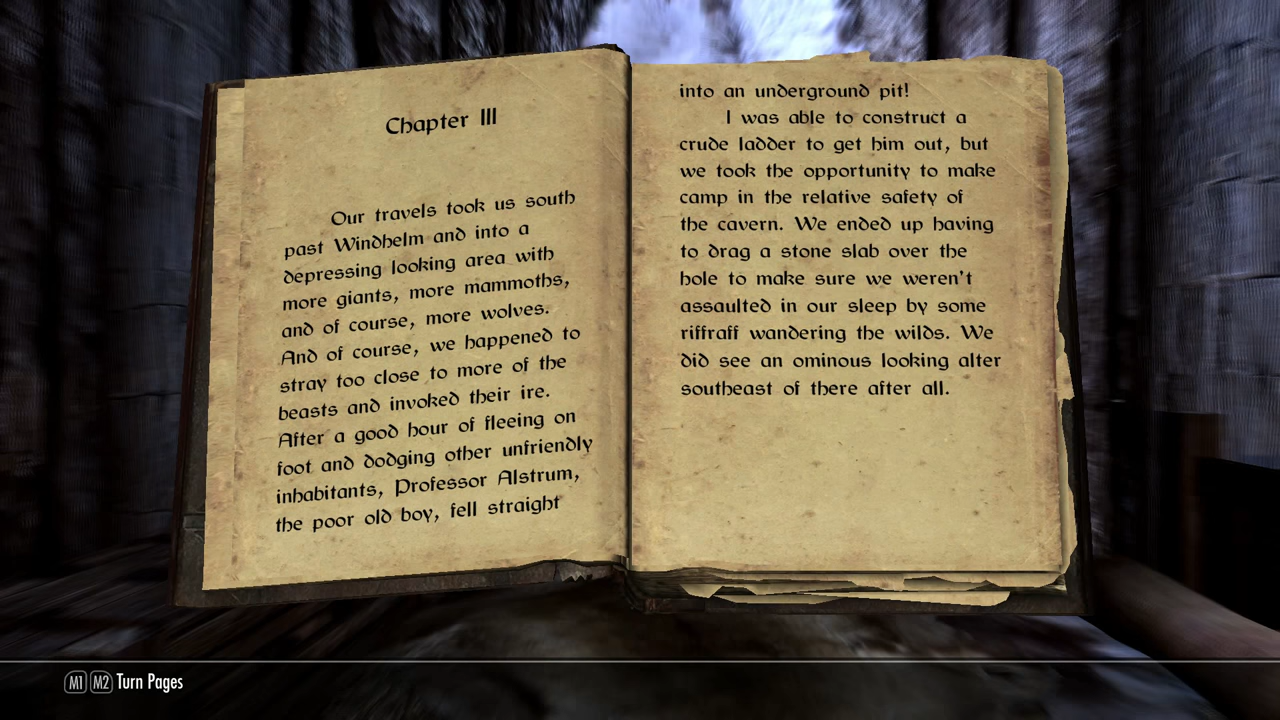 Chapter III
Our travels took us south
past Windhelm and into a
depressing looking area with
more giants, more mammoths,
and of course, more wolves.
And of course, we happened to
stray too close to more of the
beasts and invoked their ire.
After a good hour of fleeing on
foot and dodging other unfriendly
inhabitants, Professor Alstrum,
the poor old boy, fell straight
into an underground pit!
I was able to construct a
crude ladder to get him out, but
we took the opportunity to make
camp in the relative safety of
the cavern. We ended up having
to drag a stone slab over the
hole to make sure we weren't
assaulted in our sleep by some
riffraff wandering the wilds. We
did see an ominous looking alter
southeast of there after all.
M1 M2 Turn Pages